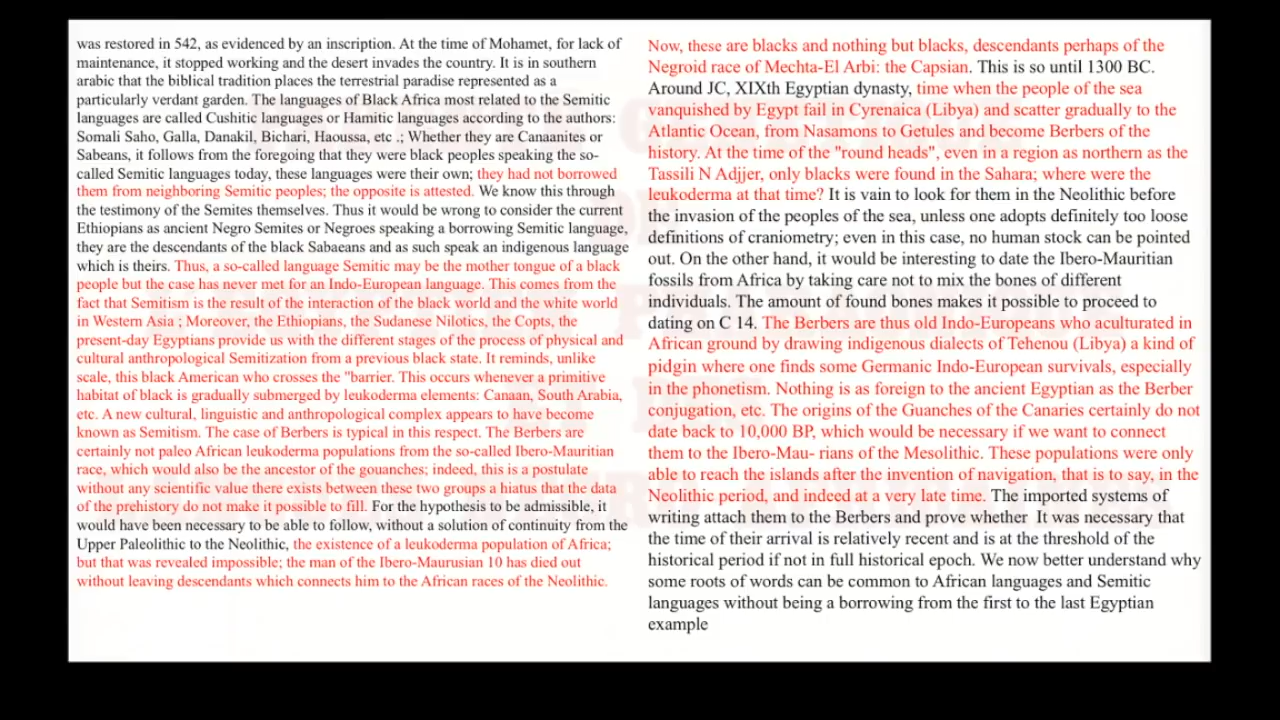 was restored in 542, as evidenced by an inscription. At the time of Mohamet, for lack of
maintenance, it stopped working and the desert invades the country. It is in southern
arabic that the biblical tradition places the terrestrial paradise represented as a
particularly verdant garden. The languages of Black Africa most related to the Semitic
languages are called Cushitic languages or Hamitic languages according to the authors:
Somali Saho, Galla, Danakil, Bichari, Haoussa, etc .; Whether they are Canaanites or
Sabeans, it follows from the foregoing that they were black peoples speaking the so-
called Semitic languages today, these languages were their own; they had not borrowed
them from neighboring Semitic peoples; the opposite is attested. We know this through
the testimony of the Semites themselves. Thus it would be wrong to consider the current
Ethiopians as ancient Negro Semites or Negroes speaking a borrowing Semitic language,
they are the descendants of the black Sabaeans and as such speak an indigenous language
which is theirs. Thus, a so-called language Semitic may be the mother tongue of a black
people but the case has never met for an Indo-European language. This comes from the
fact that Semitism is the result of the interaction of the black world and the white world
in Western Asia ; Moreover, the Ethiopians, the Sudanese Nilotics, the Copts, the
present-day Egyptians provide us with the different stages of the process of physical and
cultural anthropological Semitization from a previous black state. It reminds, unlike
scale, this black American who crosses the "barrier. This occurs whenever a primitive
habitat of black is gradually submerged by leukoderma elements: Canaan, South Arabia,
etc. A new cultural, linguistic and anthropological complex appears to have become
known as Semitism. The case of Berbers is typical in this respect. The Berbers are
certainly not paleo African leukoderma populations from the so-called Ibero-Mauritian
race, which would also be the ancestor of the gouanches; indeed, this is a postulate
without any scientific value there exists between these two groups a hiatus that the data
of the prehistory do not make it possible to fill. For the hypothesis to be admissible, it
would have been necessary to be able to follow, without a solution of continuity from the
Upper Paleolithic to the Neolithic, the existence of a leukoderma population of Africa;
but that was revealed impossible; the man of the Ibero-Maurusian 10 has died out
without leaving descendants which connects him to the African races of the Neolithic.
Now, these are blacks and nothing but blacks, descendants perhaps of the
Negroid race of Mechta-El Arbi: the Capsian. This is so until 1300 BC.
Around JC, XIXth Egyptian dynasty, time when the people of the sea
vanquished by Egypt fail in Cyrenaica (Libya) and scatter gradually to the
Atlantic Ocean, from Nasamons to Getules and become Berbers of the
history. At the time of the "round heads", even in a region as northern as the
Tassili N Adjjer, only blacks were found in the Sahara; where were the
leukoderma at that time? It is vain to look for them in the Neolithic before
the invasion of the peoples of the sea, unless one adopts definitely too loose
definitions of craniometry; even in this case, no human stock can be pointed
out. On the other hand, it would be interesting to date the Ibero-Mauritian
fossils from Africa by taking care not to mix the bones of different
individuals. The amount of found bones makes it possible to proceed to
dating on C 14. The Berbers are thus old Indo-Europeans who aculturated in
African ground by drawing indigenous dialects of Tehenou (Libya) a kind of
pidgin where one finds some Germanic Indo-European survivals, especially
in the phonetism. Nothing is as foreign to the ancient Egyptian as the Berber
conjugation, etc. The origins of the Guanches of the Canaries certainly do not
date back to 10,000 BP, which would be necessary if we want to connect
them to the Ibero-Mau- rians of the Mesolithic. These populations were only
able to reach the islands after the invention of navigation, that is to say, in the
Neolithic period, and indeed at a very late time. The imported systems of
writing attach them to the Berbers and prove whether It was necessary that
the time of their arrival is relatively recent and is at the threshold of the
historical period if not in full historical epoch. We now better understand why
some roots of words can be common to African languages and Semitic
languages without being a borrowing from the first to the last Egyptian
example